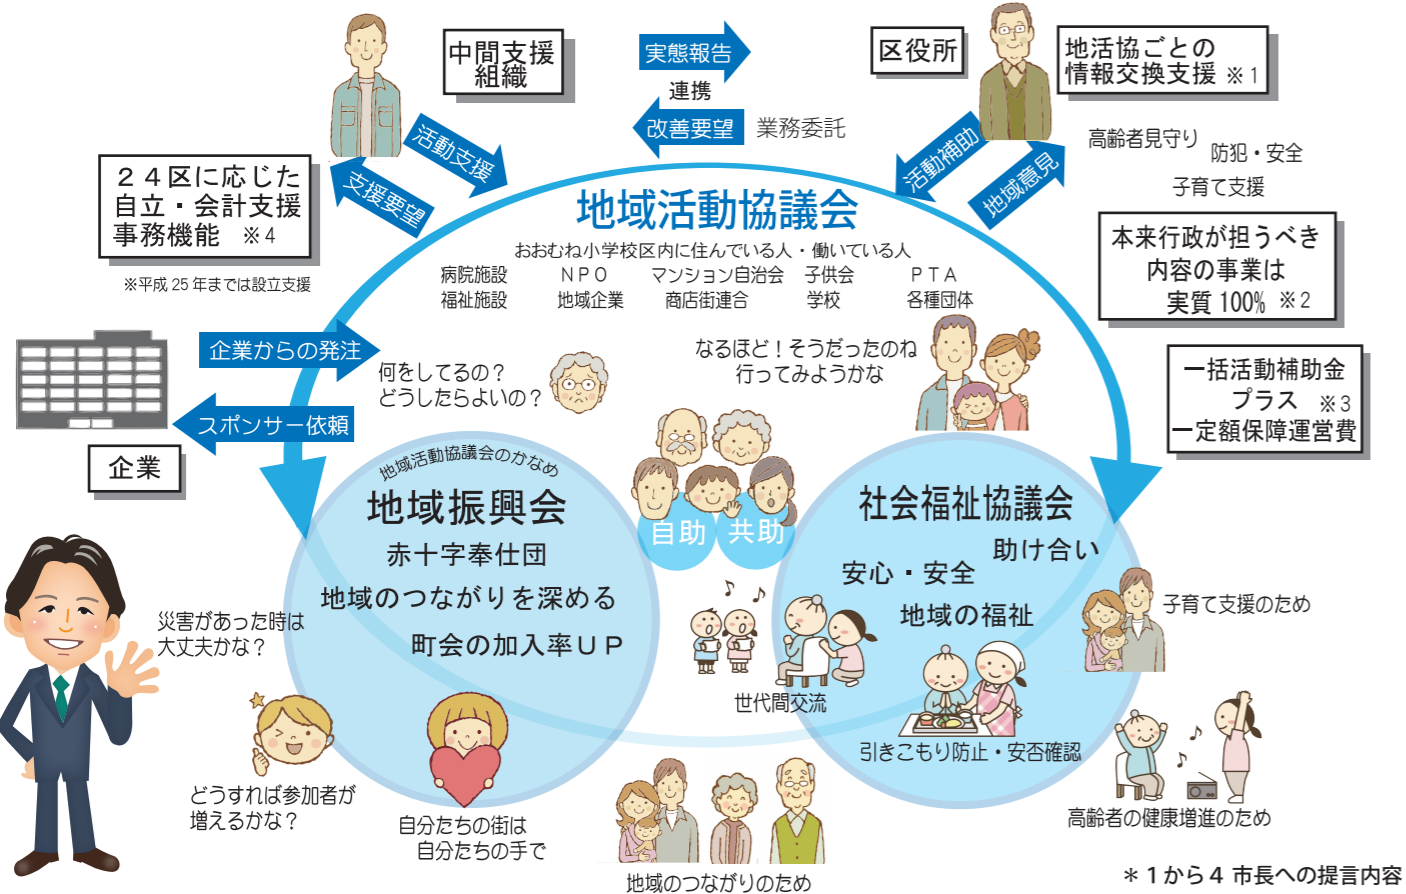 中間支援
組織
実態報告
連携
改善要望
業務委託
区役所
地活協ごとの
情報交換支援 ※1
活動支援
支援要望
活動補助
地域意見
高齢者見守り
防犯・安全
子育て支援
２４区に応じた
自立・会計支援
事務機能 ※4
※平成25年までは設立支援
地域活動協議会
おおむね小学校区内に住んでいる人・働いている人
病院施設 ＮＰＯ マンション自治会 子供会 ＰＴＡ
福祉施設 地域企業 商店街連合 学校 各種団体
本来行政が担うべき
内容の事業は
実質100% ※2
企業からの発注
スポンサー依頼
企業
何をしてるの？
どうしたらよいの？
なるほど！そうだったのね
行ってみようかな
一括活動補助金
プラス ※3
一定額保障運営費
地域活動協議会のかなめ
地域振興会
赤十字奉仕団
地域のつながりを深める
町会の加入率ＵＰ
自助
共助
社会福祉協議会
助け合い
安心・安全
地域の福祉
災害があった時は
大丈夫かな？
子育て支援のため
世代間交流
引きこもり防止・安否確認
どうすれば参加者が
増えるかな？
自分たちの街は
自分たちの手で
高齢者の健康増進のため
地域のつながりのため
＊１から４ 市長への提言内容